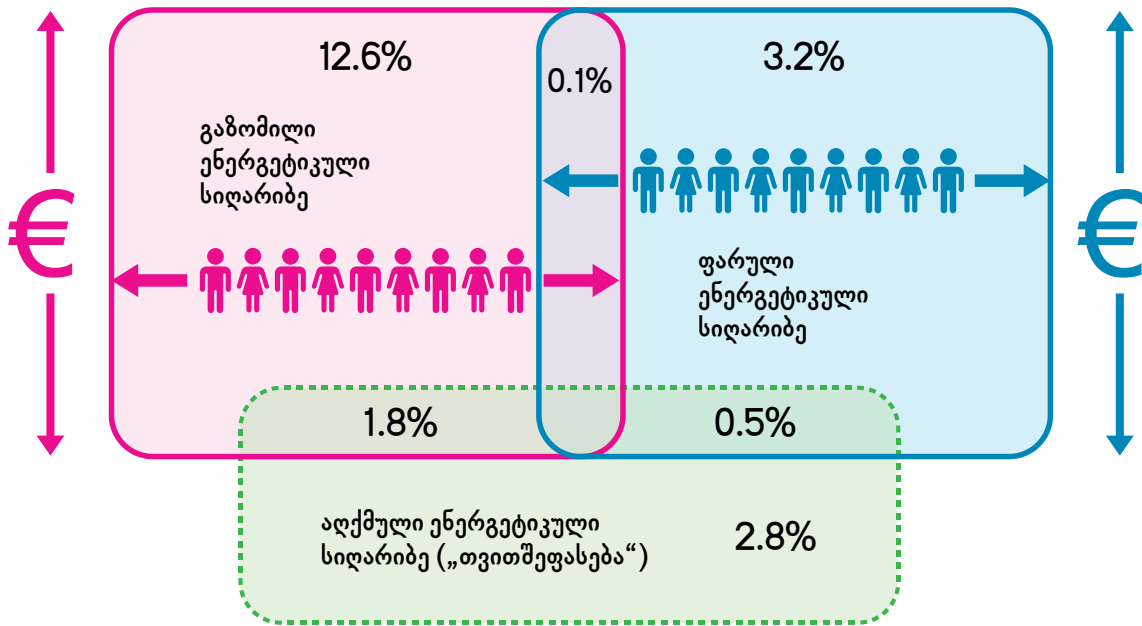 12.6%
0.1%
3.2%
გაზომილი
ენერგეტიკული
სიღარიბე
€
€
ფარული
ენერგეტიკული
სიღარიბე
1.8%
0.5%
აღქმული ენერგეტიკული
სიღარიბე („თვითშეფასება“)
2.8%